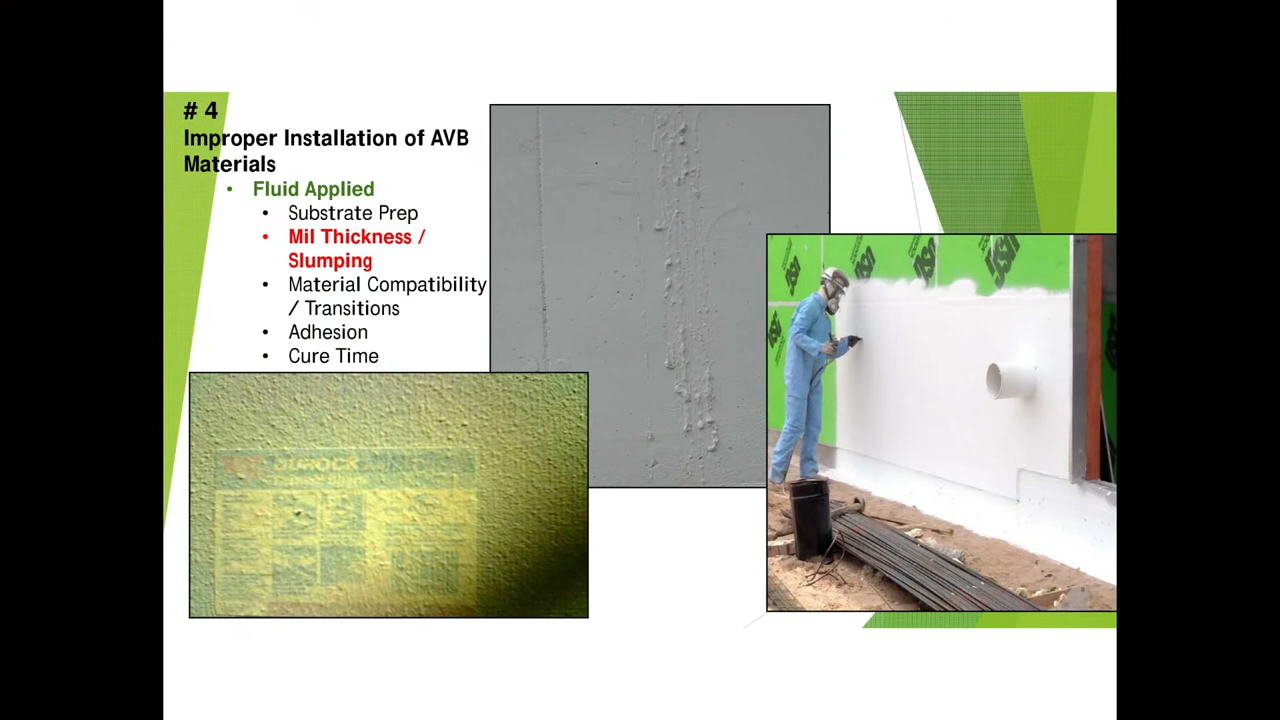 # 4
Improper Installation of AVB
Materials
• Fluid Applied
• Substrate Prep
• Mil Thickness /
Slumping
• Material Compatibility
/ Transitions
• Adhesion
• Cure Time